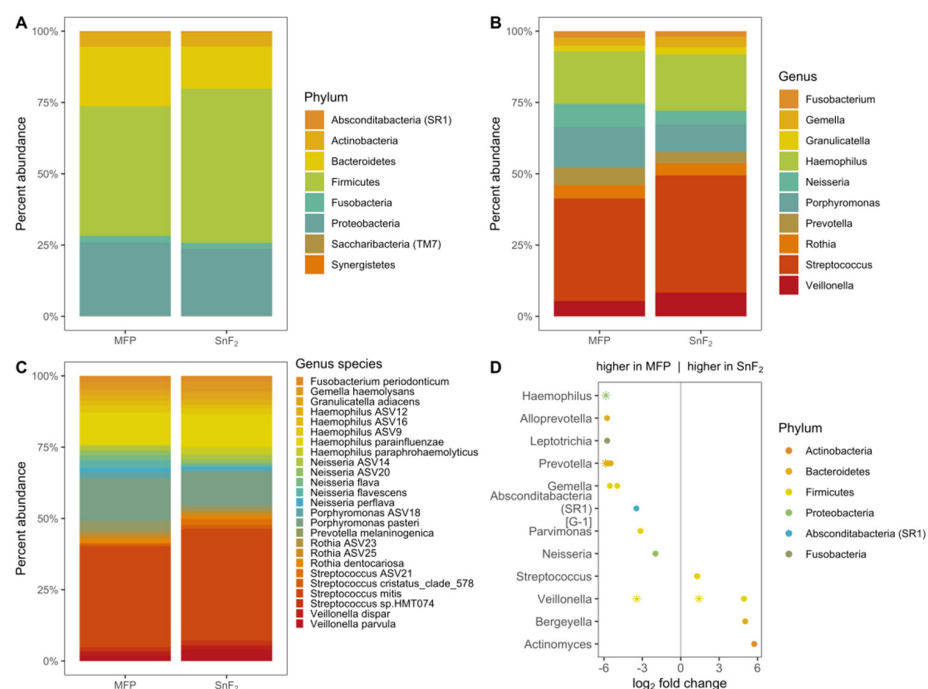 A
Percent abundance
100%
75%
50%
25%
0%
MFP
SnF₂
Phylum
Absconditabacteria (SR1)
Actinobacteria
Bacteroidetes
Firmicutes
Fusobacteria
Proteobacteria
Saccharibacteria (TM7)
Synergistetes
B
Percent abundance
100%
75%
50%
25%
0%
MFP
SnF₂
Genus
Fusobacterium
Gemella
Granulicatella
Haemophilus
Neisseria
Porphyromonas
Prevotella
Rothia
Streptococcus
Veillonella
C
Percent abundance
100%
75%
50%
25%
0%
MFP
SnF₂
Genus species
Fusobacterium periodonticum
Gemella haemolysans
Granulicatella adiacens
Haemophilus ASV12
Haemophilus ASV16
Haemophilus ASV9
Haemophilus parainfluenzae
Haemophilus paraphrohaemolyticus
Neisseria ASV14
Neisseria ASV20
Neisseria flava
Neisseria flavescens
Neisseria perflava
Porphyromonas ASV18
Porphyromonas pasteri
Prevotella melaninogenica
Rothia ASV23
Rothia ASV25
Rothia dentocariosa
Streptococcus ASV21
Streptococcus cristatus_clade_578
Streptococcus mitis
Streptococcus sp.HMT074
Veillonella dispar
Veillonella parvula
D
higher in MFP | higher in SnF₂
Haemophilus
Alloprevotella
Leptotrichia
Prevotella
Gemella
Absconditabacteria
(SR1)
[G-1]
Parvimonas
Neisseria
Streptococcus
Veillonella
Bergeyella
Actinomyces
-6 -3 0 3 6
log₂ fold change
Phylum
Actinobacteria
Bacteroidetes
Firmicutes
Proteobacteria
Absconditabacteria (SR1)
Fusobacteria